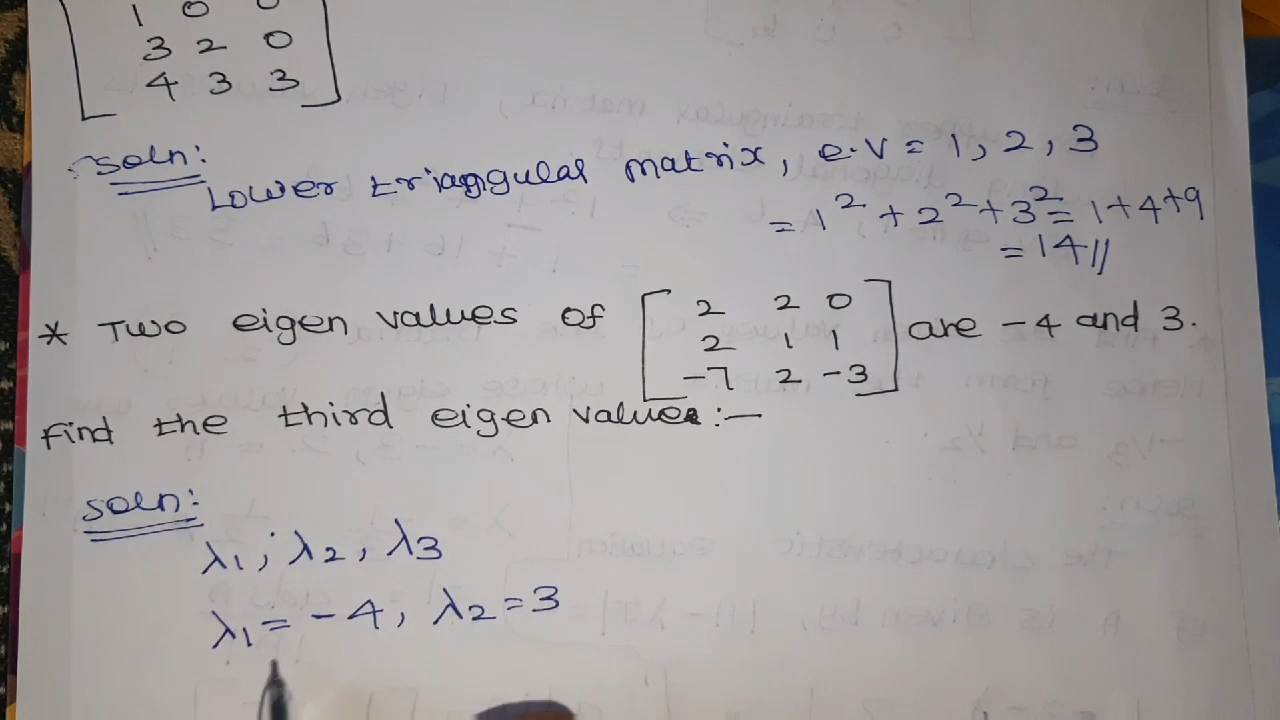 1 0 0
3 2 0
4 3 3
soln:
Lower triangular matrix, e.v = 1, 2, 3
= 1² + 2² + 3² = 1+4+9
= 14//
* Two eigen values of [2 2 0
2 1 1
-7 2 -3] are -4 and 3.
Find the third eigen values:-
soln:
λ1, λ2, λ3
λ1 = -4, λ2 = 3